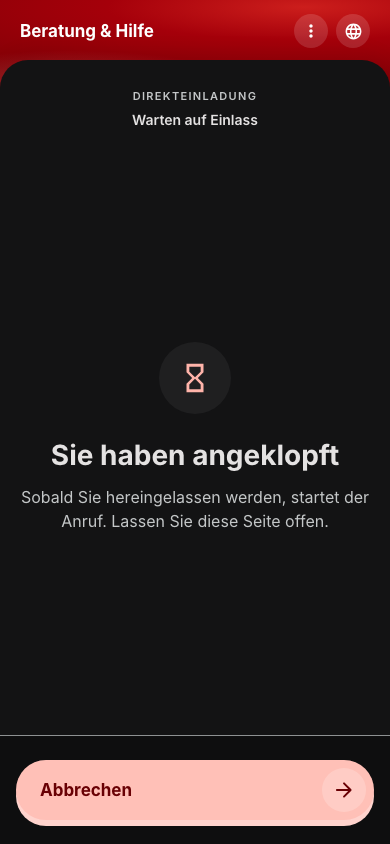 Beratung & Hilfe
DIREKTEINLADUNG
Warten auf Einlass
Sie haben angeklopft
Sobald Sie hereingelassen werden, startet der
Anruf. Lassen Sie diese Seite offen.
Abbrechen